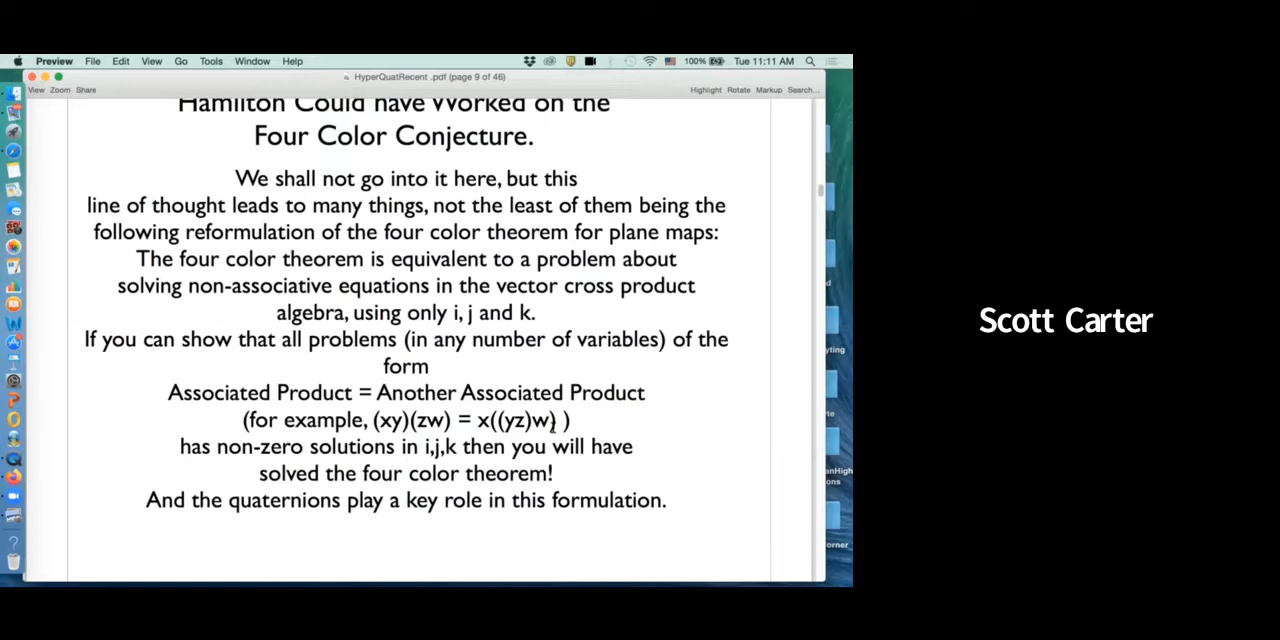 Preview File Edit View Go Tools Window Help 100% Tue 11:11 AM
HyperQuatRecent .pdf (page 9 of 46)
View Zoom Share Highlight Rotate Markup Search...
Hamilton Could have Worked on the
Four Color Conjecture.
We shall not go into it here, but this
line of thought leads to many things, not the least of them being the
following reformulation of the four color theorem for plane maps:
The four color theorem is equivalent to a problem about
solving non-associative equations in the vector cross product
algebra, using only i, j and k.
If you can show that all problems (in any number of variables) of the
form
Associated Product = Another Associated Product
(for example, (xy)(zw) = x((yz)w) )
has non-zero solutions in i,j,k then you will have
solved the four color theorem!
And the quaternions play a key role in this formulation.
Scott Carter